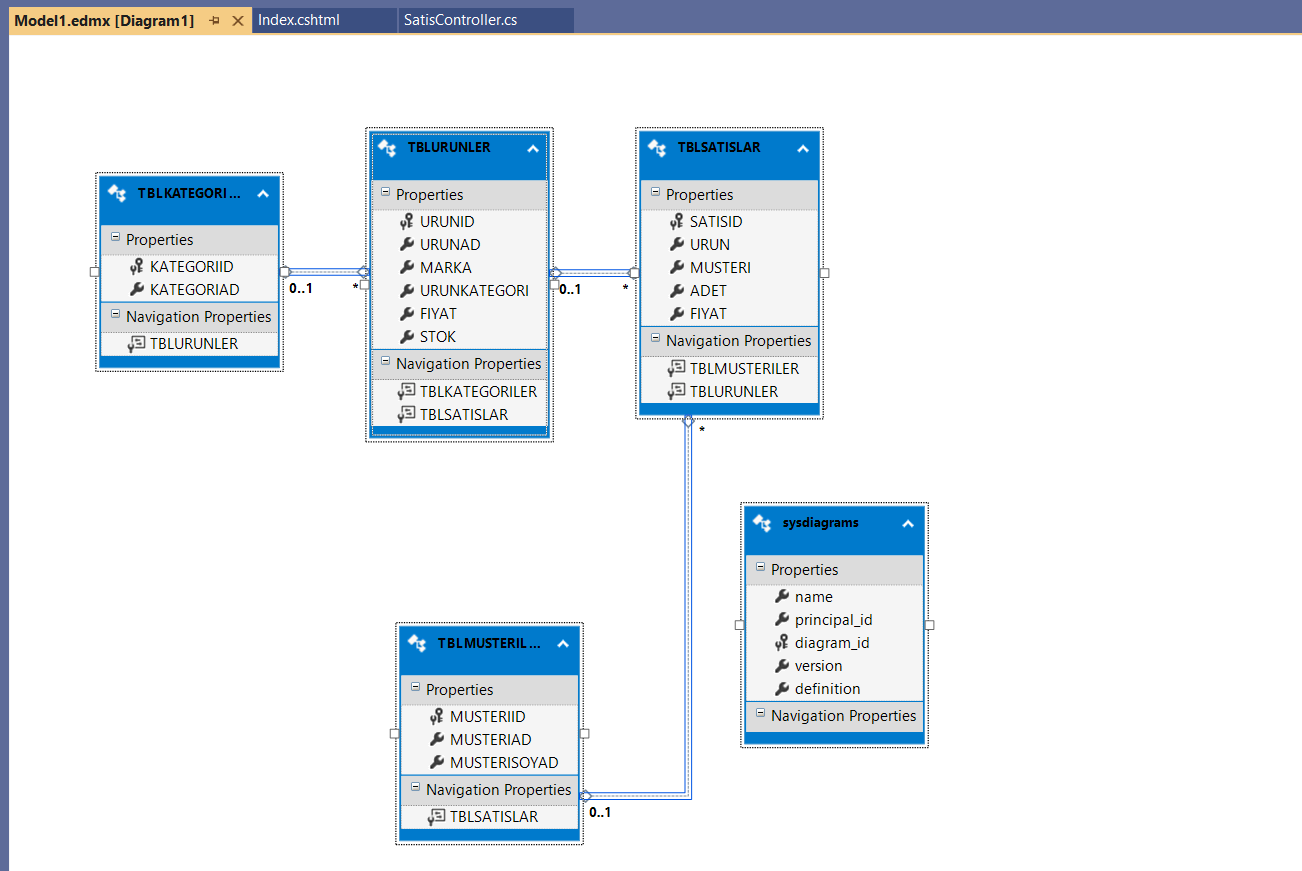 Model1.edmx [Diagram1]
Index.cshtml
SatisController.cs
TBLKATEGORI...
Properties
KATEGORIID
KATEGORIAD
Navigation Properties
TBLURUNLER
0..1
*
TBLURUNLER
Properties
URUNID
URUNAD
MARKA
URUNKATEGORI
FIYAT
STOK
Navigation Properties
TBLKATEGORILER
TBLSATISLAR
0..1
*
TBLSATISLAR
Properties
SATISID
URUN
MUSTERI
ADET
FIYAT
Navigation Properties
TBLMUSTERILER
TBLURUNLER
*
sysdiagrams
Properties
name
principal_id
diagram_id
version
definition
Navigation Properties
TBLMUSTERIL...
Properties
MUSTERIID
MUSTERIAD
MUSTERISOYAD
Navigation Properties
TBLSATISLAR
0..1